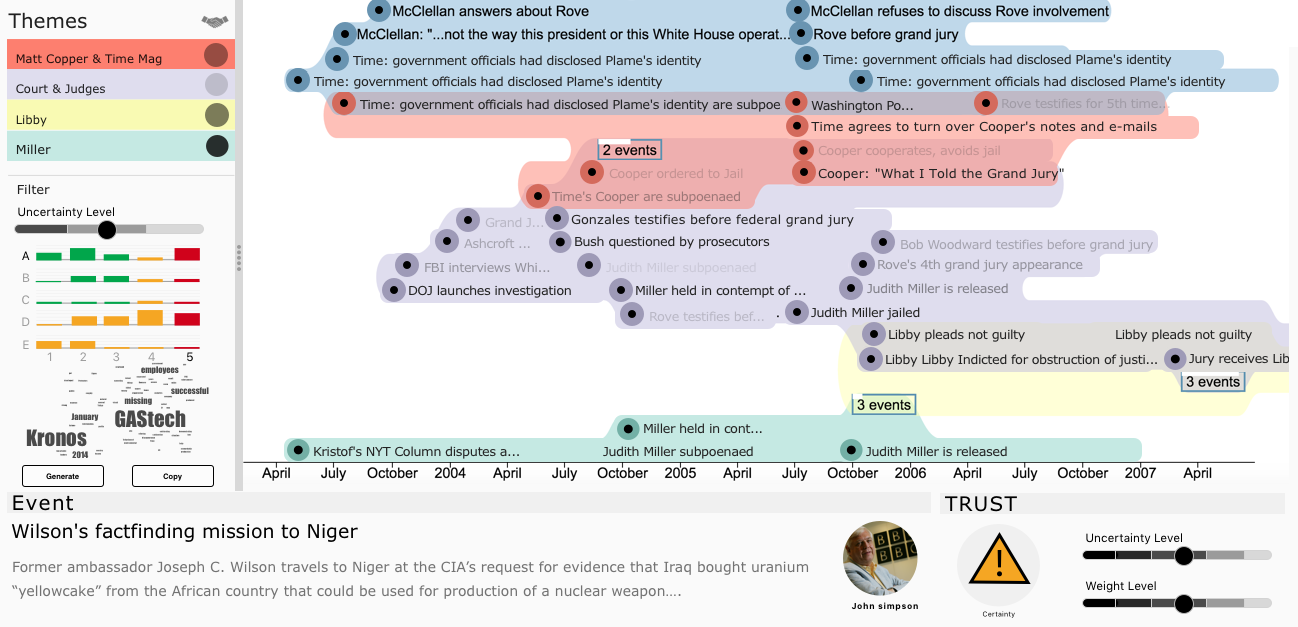 Themes
Matt Copper & Time Mag
Court & Judges
Libby
Miller
Filter
Uncertainty Level
A
B
C
D
E
1 2 3 4 5
employees
successful
missing
January
GAStech
Kronos
2014
Generate Copy
McClellan answers about Rove McClellan refuses to discuss Rove involvement
McClellan: "...not the way this president or this White House operat... Rove before grand jury
Time: government officials had disclosed Plame's identity Time: government officials had disclosed Plame's identity
Time: government officials had disclosed Plame's identity Time: government officials had disclosed Plame's identity
Time: government officials had disclosed Plame's identity are subpoe Washington Po... Rove testifies for 5th time...
Time agrees to turn over Cooper's notes and e-mails
2 events Cooper cooperates, avoids jail
Cooper ordered to Jail Cooper: "What I Told the Grand Jury"
Time's Cooper are subpoenaed
Grand J... Gonzales testifies before federal grand jury
Ashcroft ... Bush questioned by prosecutors Bob Woodward testifies before grand jury
FBI interviews Whi... Judith Miller subpoenaed Rove's 4th grand jury appearance
DOJ launches investigation Miller held in contempt of ... Judith Miller is released
Rove testifies bef... . Judith Miller jailed
Libby pleads not guilty Libby pleads not guilty
Libby Libby Indicted for obstruction of justi... Jury receives Lib
3 events
3 events
Miller held in cont...
Kristof's NYT Column disputes a... Judith Miller subpoenaed Judith Miller is released
April July October 2004 April July October 2005 April July October 2006 April July October 2007 April
Event
Wilson's factfinding mission to Niger
Former ambassador Joseph C. Wilson travels to Niger at the CIA’s request for evidence that Iraq bought uranium
“yellowcake” from the African country that could be used for production of a nuclear weapon....
BBC
John simpson
TRUST
Certainty
Uncertainty Level
Weight Level